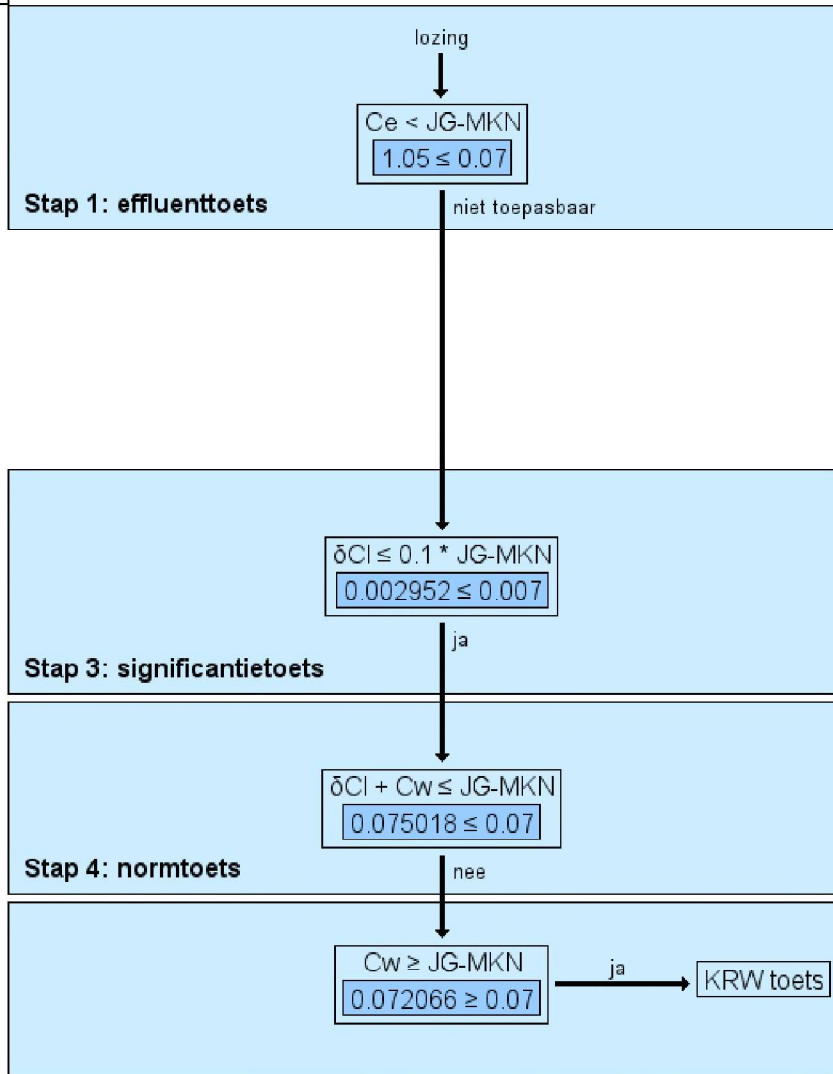 lozing
Ce < JG-MKN
1.05 ≤ 0.07
Stap 1: effluenttoets
niet toepasbaar
δCl ≤ 0.1 * JG-MKN
0.002952 ≤ 0.007
ja
Stap 3: significantietoets
δCl + Cw ≤ JG-MKN
0.075018 ≤ 0.07
Stap 4: normtoets
nee
Cw ≥ JG-MKN
0.072066 ≥ 0.07
ja
KRW toets